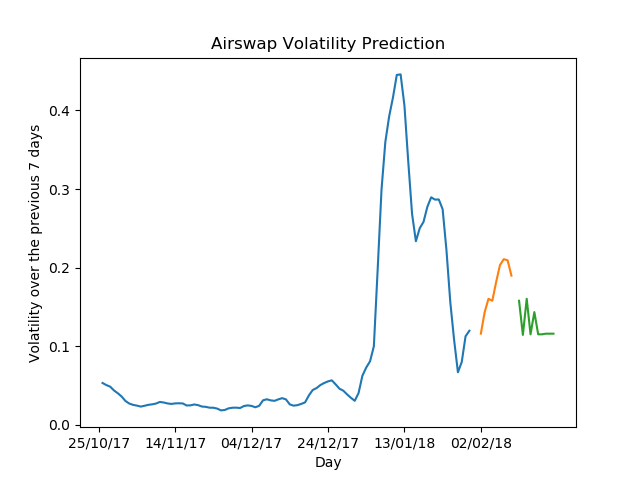 Airswap Volatility Prediction
Volatility over the previous 7 days
0.4
0.3
0.2
0.1
0.0
25/10/17 14/11/17 04/12/17 24/12/17 13/01/18 02/02/18
Day